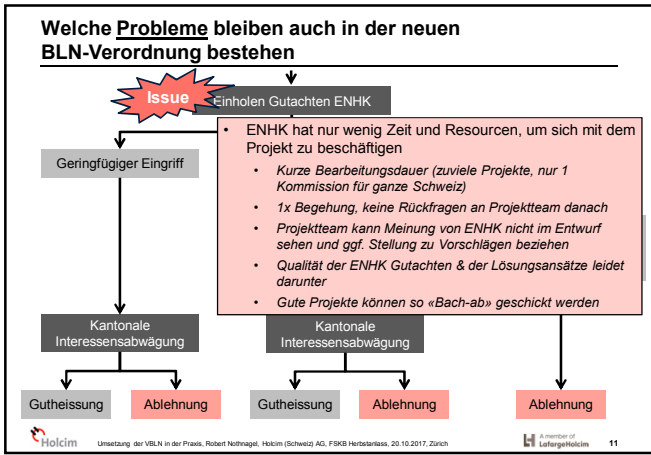 Welche Probleme bleiben auch in der neuen
BLN-Verordnung bestehen
Issue
Einholen Gutachten ENHK
Geringfügiger Eingriff
• ENHK hat nur wenig Zeit und Resourcen, um sich mit dem
Projekt zu beschäftigen
• Kurze Bearbeitungsdauer (zuviele Projekte, nur 1
Kommission für ganze Schweiz)
• 1x Begehung, keine Rückfragen an Projektteam danach
• Projektteam kann Meinung von ENHK nicht im Entwurf
sehen und ggf. Stellung zu Vorschlägen beziehen
• Qualität der ENHK Gutachten & der Lösungsansätze leidet
darunter
• Gute Projekte können so «Bach-ab» geschickt werden
Kantonale
Interessensabwägung
Kantonale
Interessensabwägung
Gutheissung
Ablehnung
Gutheissung
Ablehnung
Ablehnung
Holcim
Umsetzung der VBLN in der Praxis, Robert Nothnagel, Holcim (Schweiz) AG, FSKB Herbstanlass, 20.10.2017, Zürich
A member of
LafargeHolcim
11